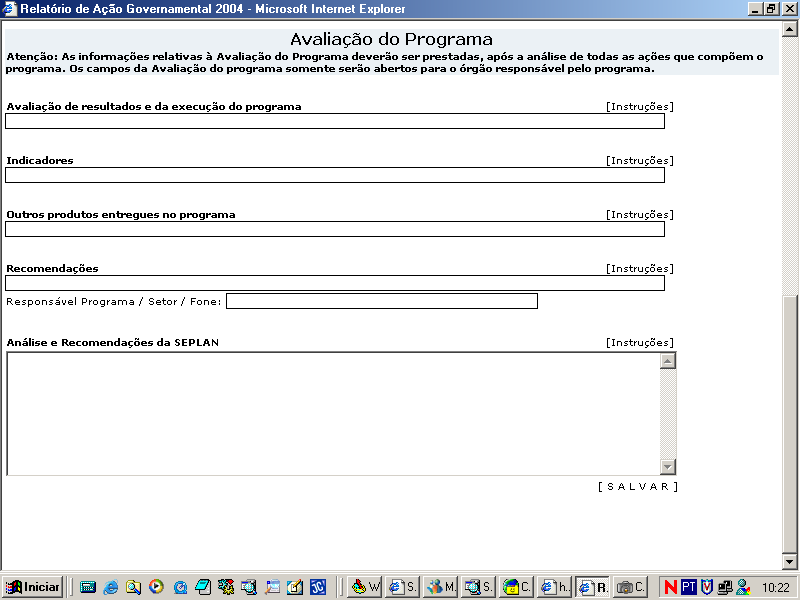 Relatório de Ação Governamental 2004 - Microsoft Internet Explorer
Avaliação do Programa
Atenção: As informações relativas à Avaliação do Programa deverão ser prestadas, após a análise de todas as ações que compõem o
programa. Os campos da Avaliação do programa somente serão abertos para o órgão responsável pelo programa.
Avaliação de resultados e da execução do programa [Instruções]
Indicadores [Instruções]
Outros produtos entregues no programa [Instruções]
Recomendações [Instruções]
Responsável Programa / Setor / Fone:
Análise e Recomendações da SEPLAN [Instruções]
[ S A L V A R ]
Iniciar W S. M. S. C. h. R. C. N PT V 10:22